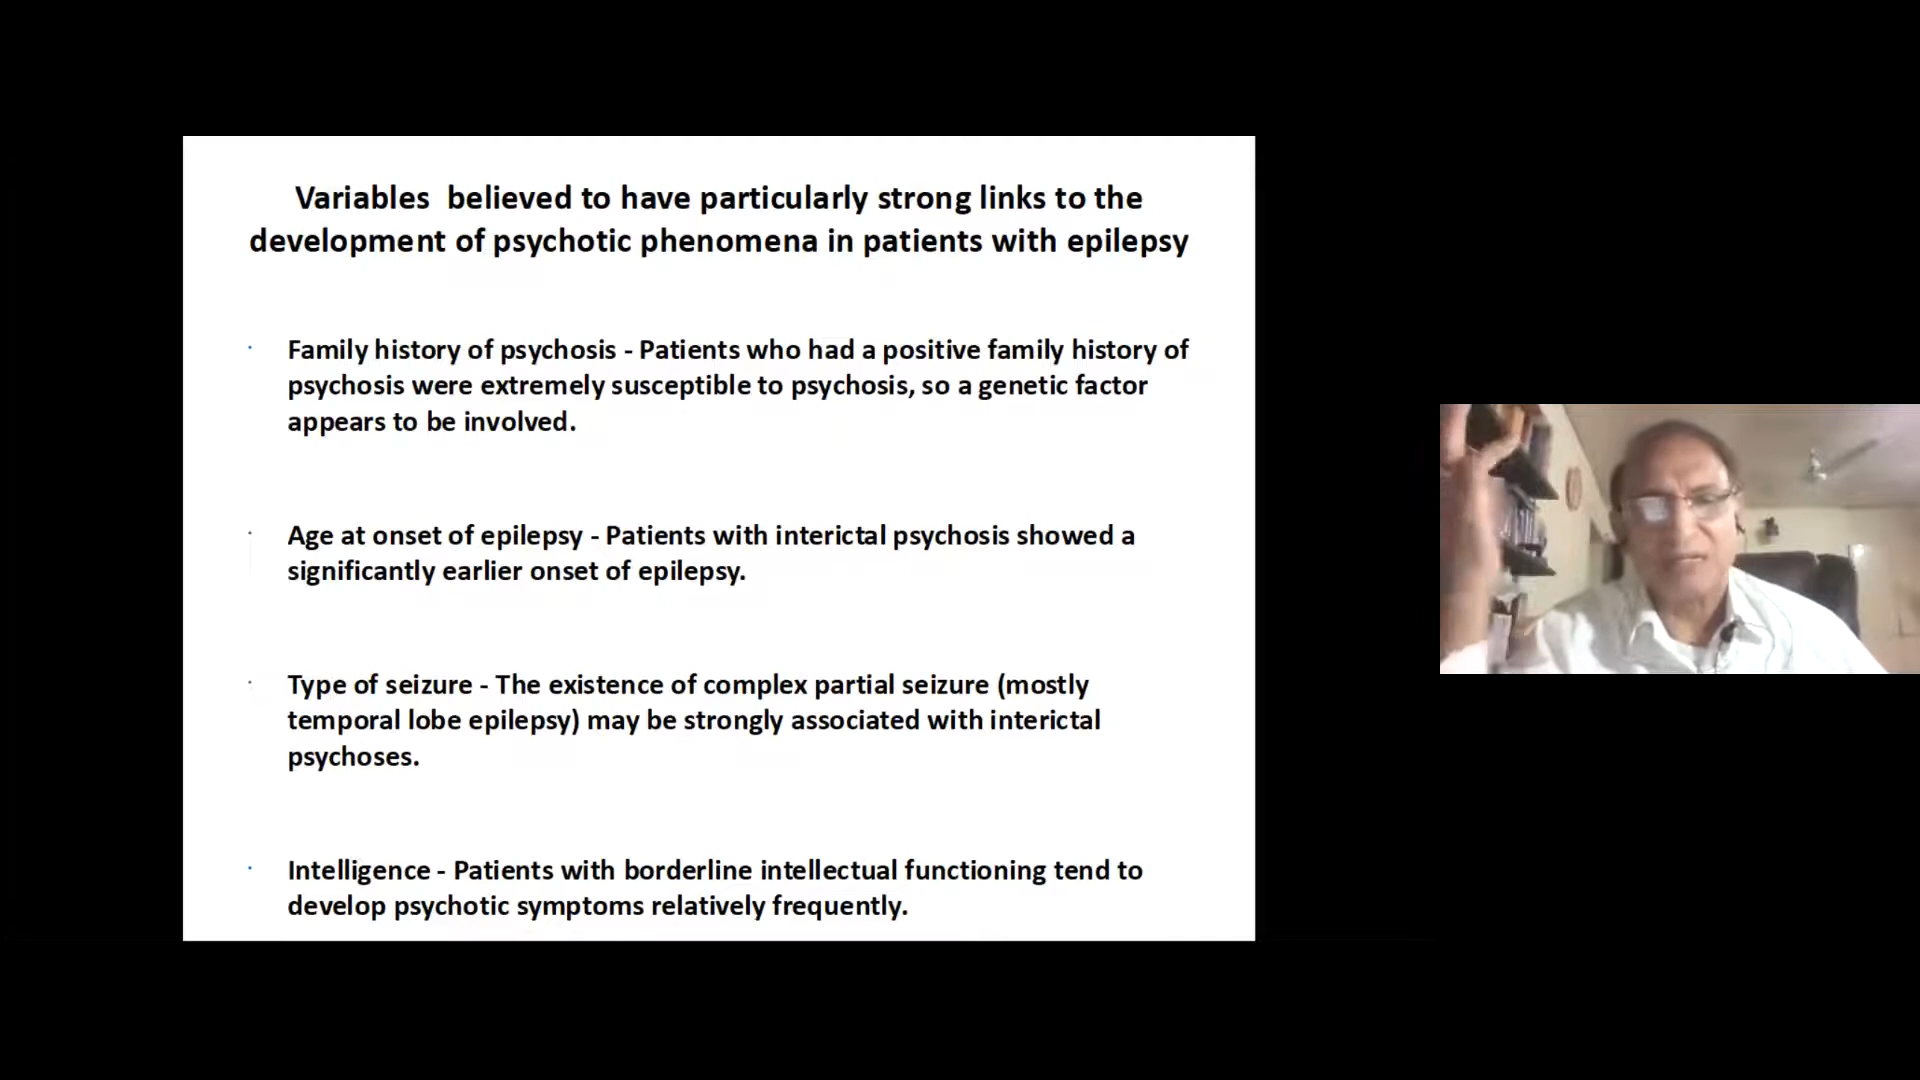 Variables believed to have particularly strong links to the
development of psychotic phenomena in patients with epilepsy
· Family history of psychosis - Patients who had a positive family history of
psychosis were extremely susceptible to psychosis, so a genetic factor
appears to be involved.
· Age at onset of epilepsy - Patients with interictal psychosis showed a
significantly earlier onset of epilepsy.
· Type of seizure - The existence of complex partial seizure (mostly
temporal lobe epilepsy) may be strongly associated with interictal
psychoses.
· Intelligence - Patients with borderline intellectual functioning tend to
develop psychotic symptoms relatively frequently.